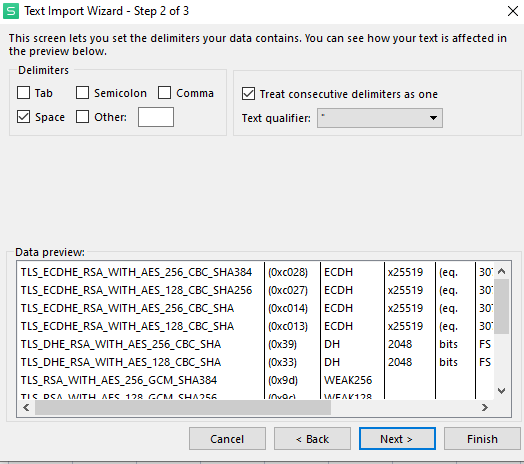 Text Import Wizard - Step 2 of 3
This screen lets you set the delimiters your data contains. You can see how your text is affected in
the preview below.
Delimiters
Tab Semicolon Comma
Space Other:
Treat consecutive delimiters as one
Text qualifier: "
Data preview:
TLS_ECDHE_RSA_WITH_AES_256_CBC_SHA384 (0xc028) ECDH x25519 (eq. 307
TLS_ECDHE_RSA_WITH_AES_128_CBC_SHA256 (0xc027) ECDH x25519 (eq. 307
TLS_ECDHE_RSA_WITH_AES_256_CBC_SHA (0xc014) ECDH x25519 (eq. 307
TLS_ECDHE_RSA_WITH_AES_128_CBC_SHA (0xc013) ECDH x25519 (eq. 307
TLS_DHE_RSA_WITH_AES_256_CBC_SHA (0x39) DH 2048 bits FS
TLS_DHE_RSA_WITH_AES_128_CBC_SHA (0x33) DH 2048 bits FS
TLS_RSA_WITH_AES_256_GCM_SHA384 (0x9d) WEAK256
TLS_RSA_WITH_AES_128_GCM_SHA256 (0x9c) WEAK128
Cancel < Back Next > Finish